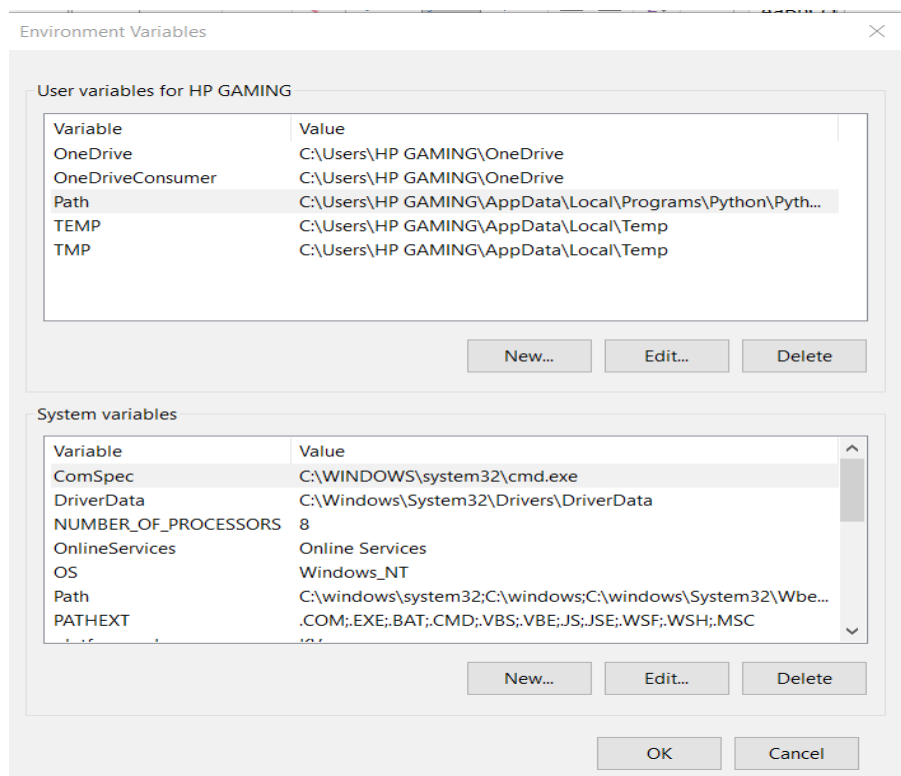 Environment Variables
User variables for HP GAMING
Variable Value
OneDrive C:\Users\HP GAMING\OneDrive
OneDriveConsumer C:\Users\HP GAMING\OneDrive
Path C:\Users\HP GAMING\AppData\Local\Programs\Python\Pyth...
TEMP C:\Users\HP GAMING\AppData\Local\Temp
TMP C:\Users\HP GAMING\AppData\Local\Temp
New... Edit... Delete
System variables
Variable Value
ComSpec C:\WINDOWS\system32\cmd.exe
DriverData C:\Windows\System32\Drivers\DriverData
NUMBER_OF_PROCESSORS 8
OnlineServices Online Services
OS Windows_NT
Path C:\windows\system32;C:\windows;C:\windows\System32\Wbe...
PATHEXT .COM;.EXE;.BAT;.CMD;.VBS;.VBE;.JS;.JSE;.WSF;.WSH;.MSC
New... Edit... Delete
OK Cancel